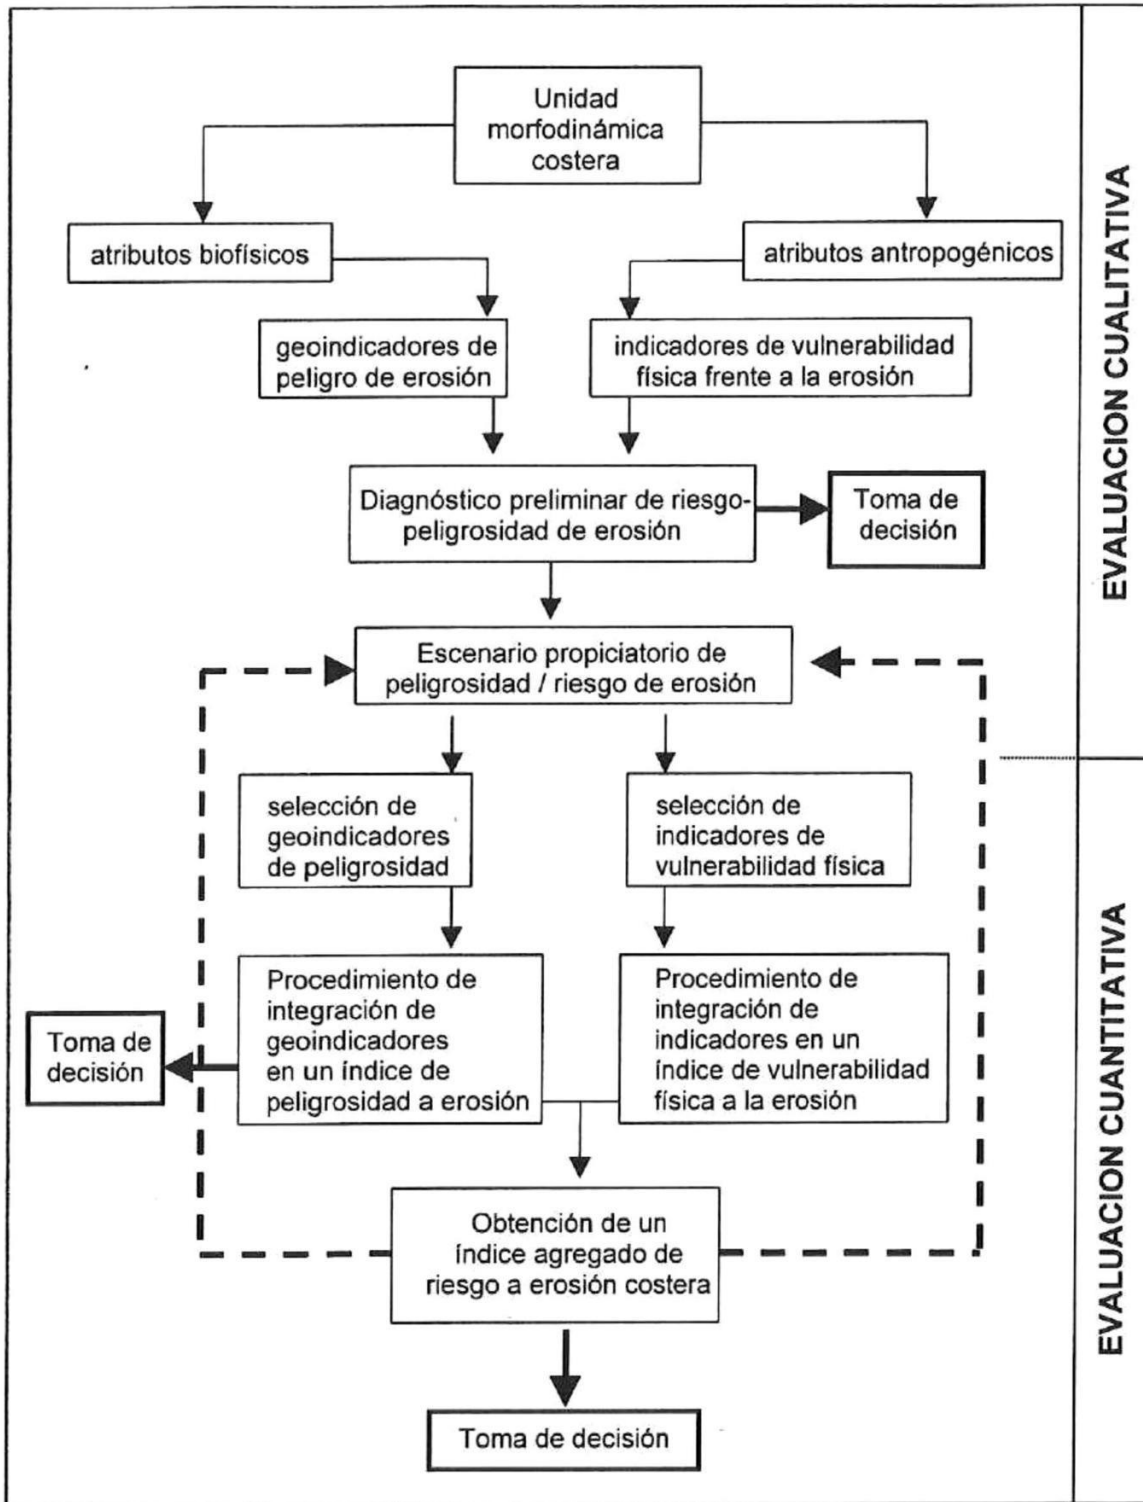 Unidad
morfodinámica
costera
atributos biofísicos
atributos antropogénicos
geoindicadores de
peligro de erosión
indicadores de vulnerabilidad
física frente a la erosión
Diagnóstico preliminar de riesgo-
peligrosidad de erosión
Toma de
decisión
Escenario propiciatorio de
peligrosidad / riesgo de erosión
selección de
geoindicadores
de peligrosidad
selección de
indicadores de
vulnerabilidad física
Procedimiento de
integración de
geoindicadores
en un índice de
peligrosidad a erosión
Procedimiento de
integración de
indicadores en un
índice de vulnerabilidad
física a la erosión
Toma de
decisión
Obtención de un
índice agregado de
riesgo a erosión costera
Toma de decisión
EVALUACION CUALITATIVA
EVALUACION CUANTITATIVA